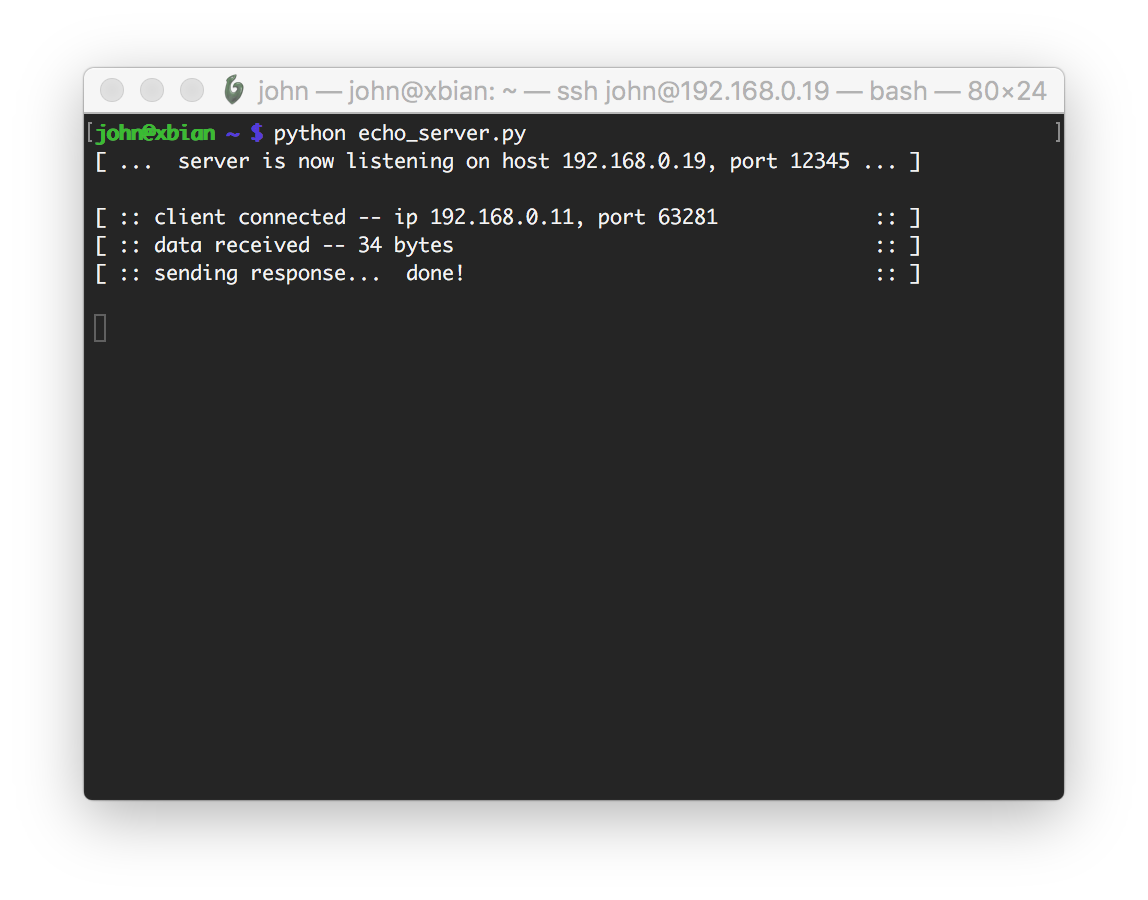 john — john@xbian: ~ — ssh john@192.168.0.19 — bash — 80×24
[john@xbian ~ $ python echo_server.py ]
[ ...  server is now listening on host 192.168.0.19, port 12345 ... ]
[ :: client connected -- ip 192.168.0.11, port 63281             :: ]
[ :: data received -- 34 bytes                                   :: ]
[ :: sending response...  done!                                  :: ]